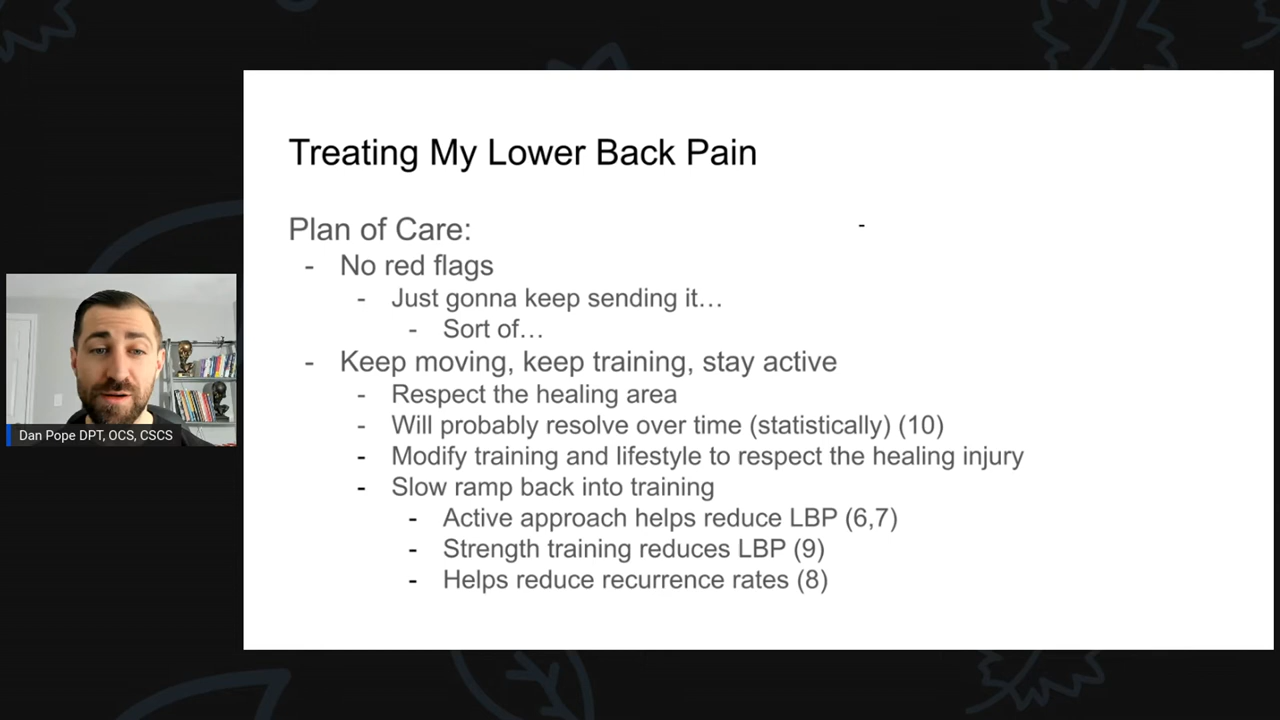 Treating My Lower Back Pain
Plan of Care:
-
- No red flags
- Just gonna keep sending it…
- Sort of…
- Keep moving, keep training, stay active
- Respect the healing area
- Will probably resolve over time (statistically) (10)
- Modify training and lifestyle to respect the healing injury
- Slow ramp back into training
- Active approach helps reduce LBP (6,7)
- Strength training reduces LBP (9)
- Helps reduce recurrence rates (8)
Dan Pope DPT, OCS, CSCS